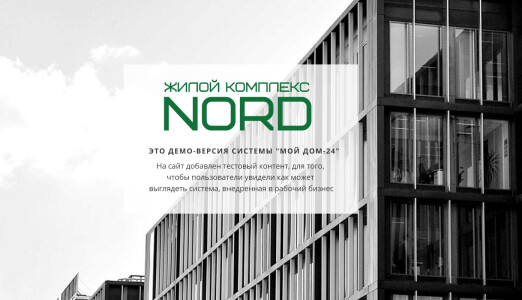 ЖИЛОЙ КОМПЛЕКС
NORD
ЭТО ДЕМО-ВЕРСИЯ СИСТЕМЫ "МОЙ ДОМ-24"
На сайт добавлен тестовый контент, для того,
чтобы пользователи увидели как может
выглядеть система, внедренная в рабочий бизнес